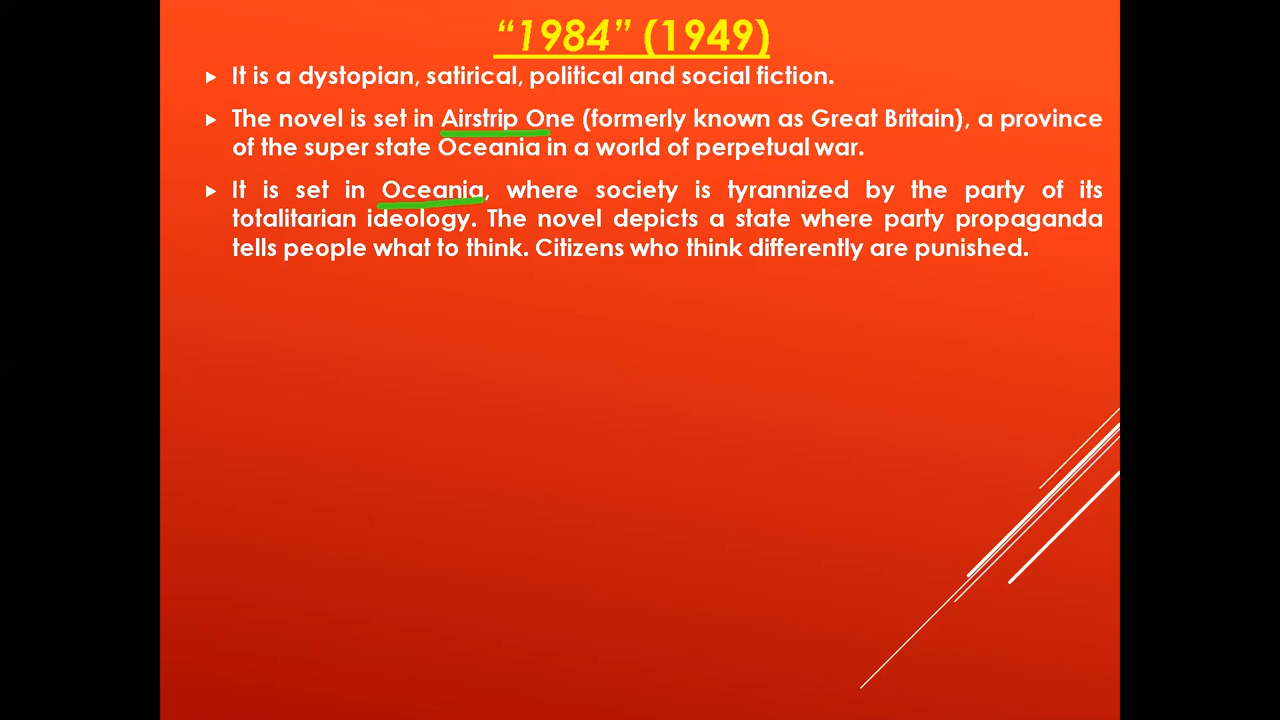 “1984” (1949)
It is a dystopian, satirical, political and social fiction.
The novel is set in Airstrip One (formerly known as Great Britain), a province
of the super state Oceania in a world of perpetual war.
It is set in Oceania, where society is tyrannized by the party of its
totalitarian ideology. The novel depicts a state where party propaganda
tells people what to think. Citizens who think differently are punished.